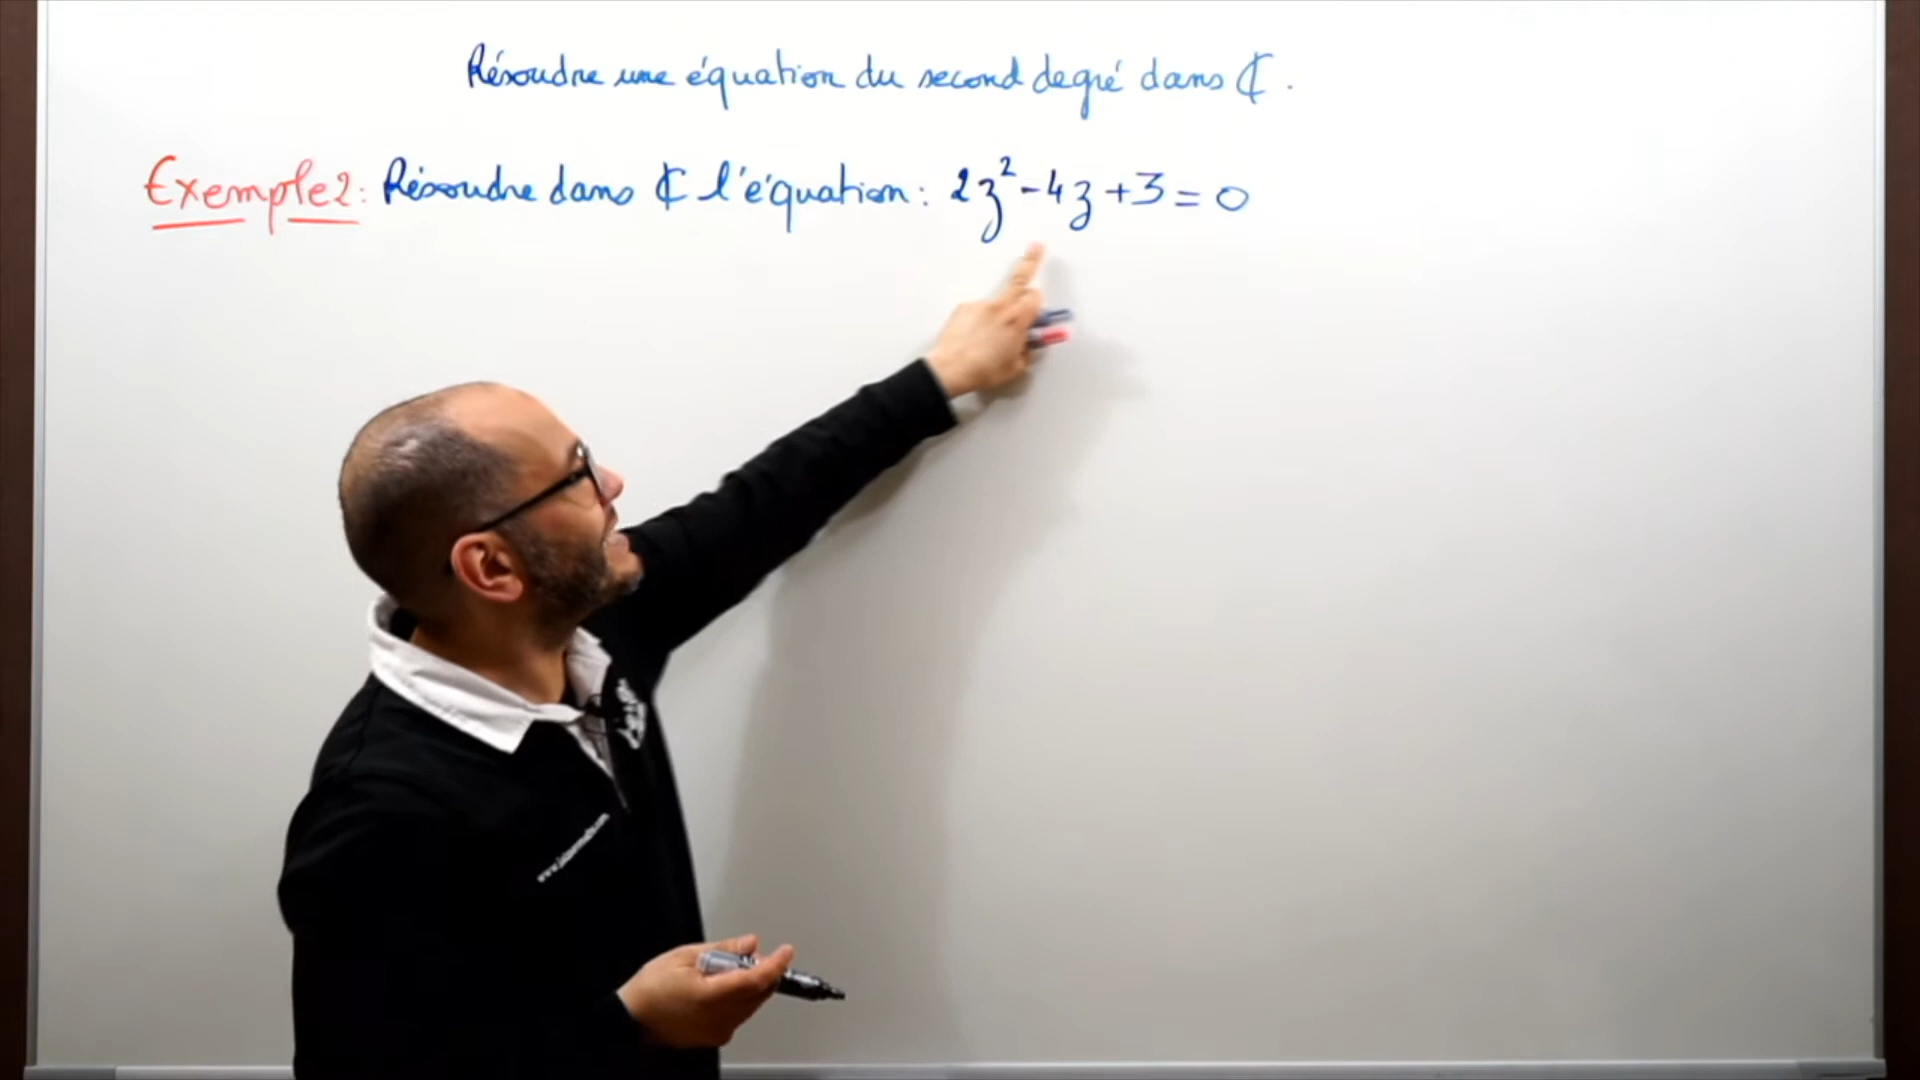 Résoudre une équation du second degré dans ℂ.
Exemple 2: Résoudre dans ℂ l'équation: 2z² - 4z + 3 = 0